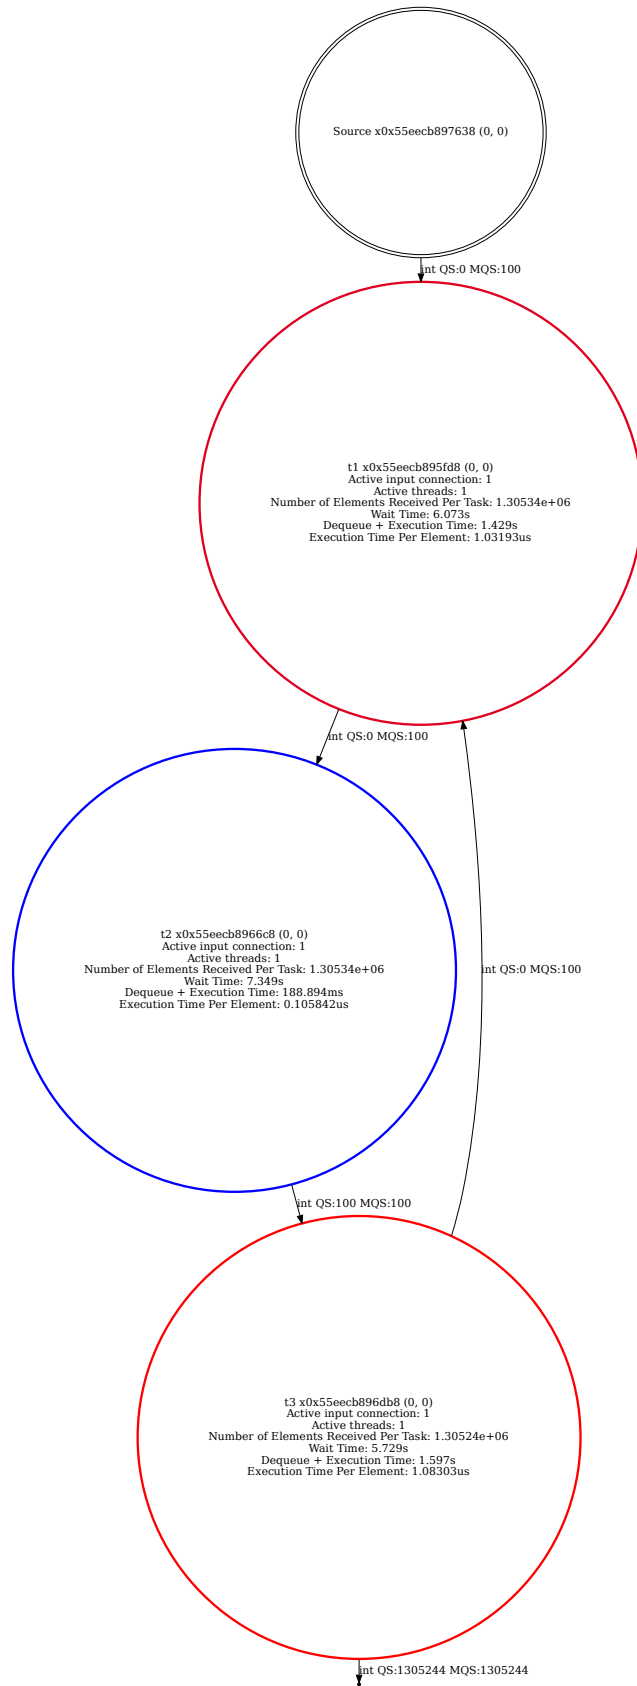 Source x0x55eecb897638 (0, 0)
int QS:0 MQS:100
t1 x0x55eecb895fd8 (0, 0)
Active input connection: 1
Active threads: 1
Number of Elements Received Per Task: 1.30534e+06
Wait Time: 6.073s
Dequeue + Execution Time: 1.429s
Execution Time Per Element: 1.03193us
int QS:0 MQS:100
t2 x0x55eecb8966c8 (0, 0)
Active input connection: 1
Active threads: 1
Number of Elements Received Per Task: 1.30534e+06
Wait Time: 7.349s
Dequeue + Execution Time: 188.894ms
Execution Time Per Element: 0.105842us
int QS:0 MQS:100
int QS:100 MQS:100
t3 x0x55eecb896db8 (0, 0)
Active input connection: 1
Active threads: 1
Number of Elements Received Per Task: 1.30524e+06
Wait Time: 5.729s
Dequeue + Execution Time: 1.597s
Execution Time Per Element: 1.08303us
int QS:1305244 MQS:1305244